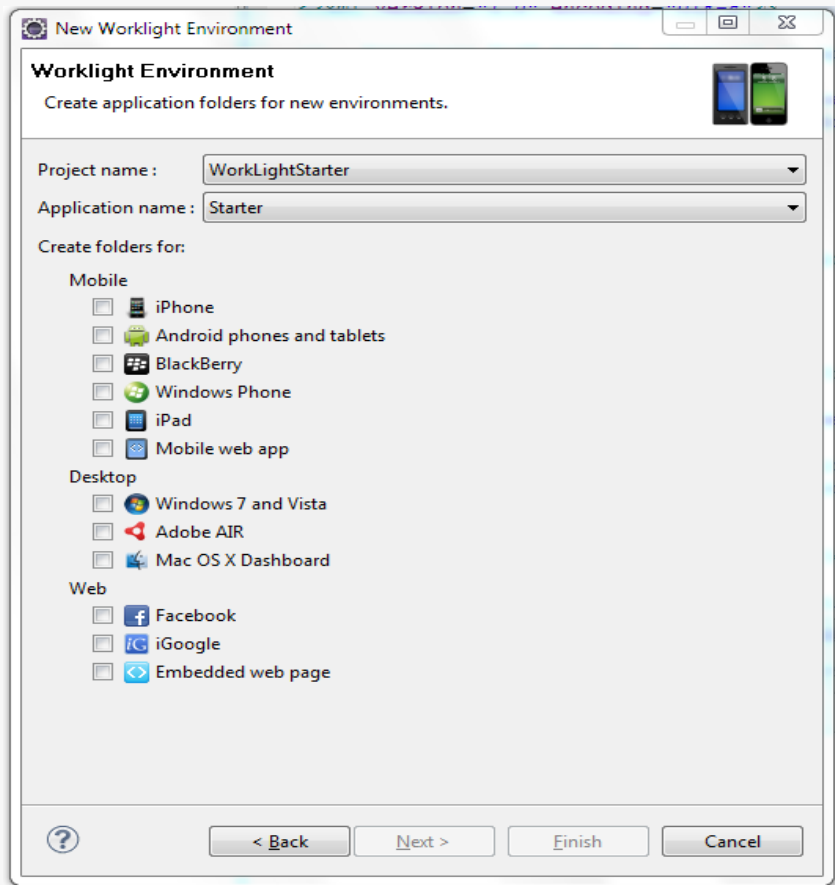 New Worklight Environment
Worklight Environment
Create application folders for new environments.
Project name :
WorkLightStarter
Application name :
Starter
Create folders for:
Mobile
iPhone
Android phones and tablets
BlackBerry
Windows Phone
iPad
Mobile web app
Desktop
Windows 7 and Vista
Adobe AIR
Mac OS X Dashboard
Web
Facebook
iG iGoogle
Embedded web page
?
< Back
Next >
Finish
Cancel